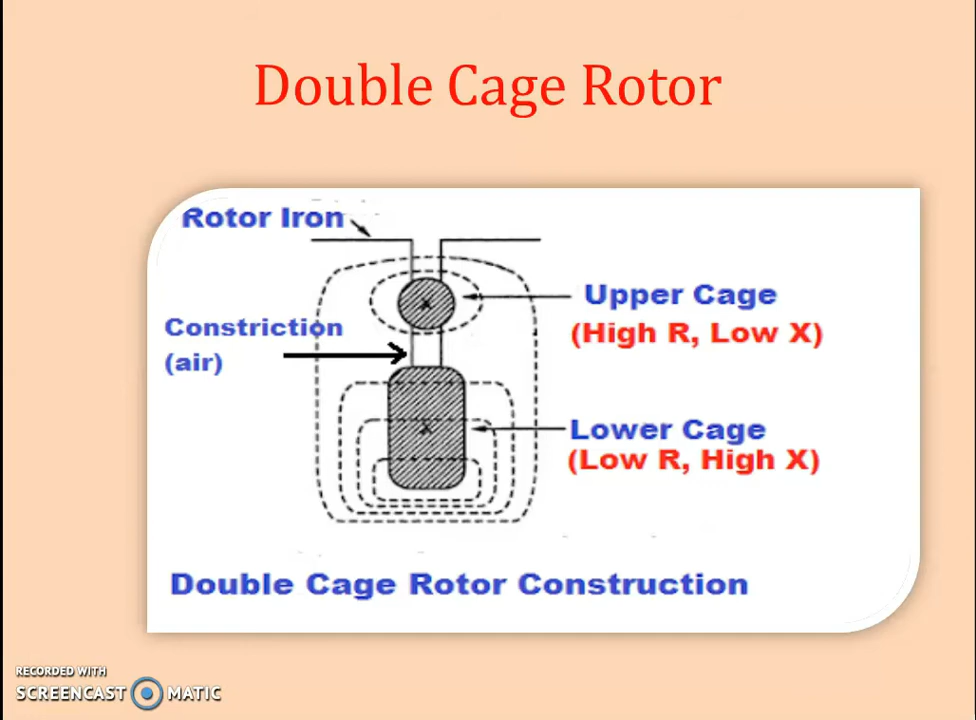 Double Cage Rotor
Rotor Iron
Upper Cage
(High R, Low X)
Constriction
(air)
x
x
Lower Cage
(Low R, High X)
Double Cage Rotor Construction
RECORDED WITH
SCREENCAST MATIC